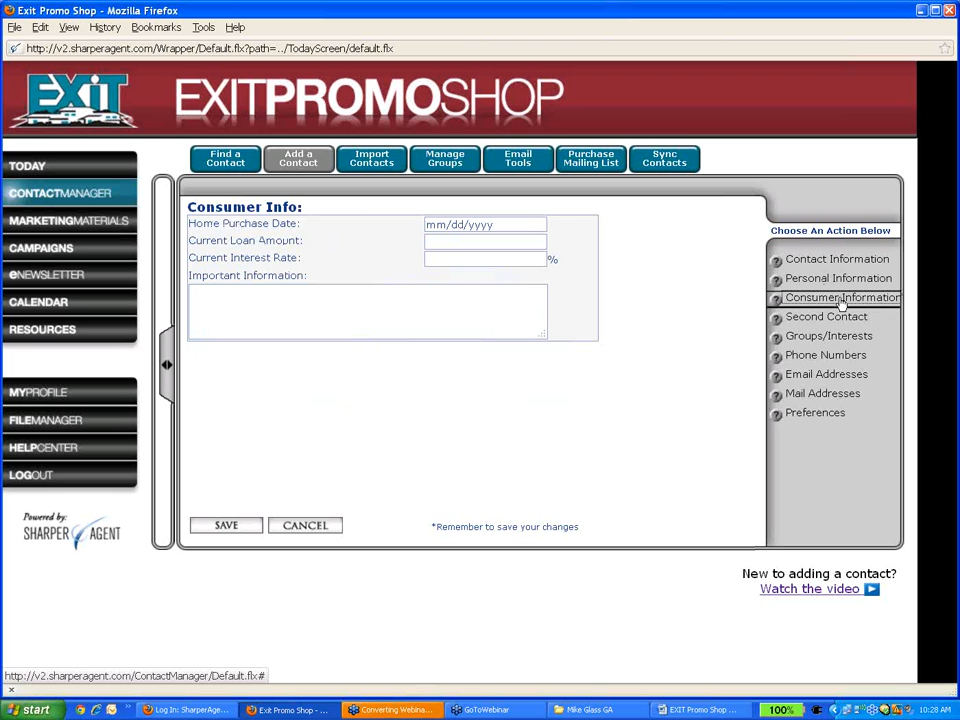 Exit Promo Shop - Mozilla Firefox
File Edit View History Bookmarks Tools Help
http://v2.sharperagent.com/Wrapper/Default.flx?path=../TodayScreen/default.flx
EXIT
EXITPROMOSHOP
TODAY
CONTACTMANAGER
MARKETINGMATERIALS
CAMPAIGNS
eNEWSLETTER
CALENDAR
RESOURCES
MYPROFILE
FILEMANAGER
HELPCENTER
LOGOUT
Powered by:
SHARPER AGENT
Find a Contact
Add a Contact
Import Contacts
Manage Groups
Email Tools
Purchase Mailing List
Sync Contacts
Consumer Info:
Home Purchase Date: mm/dd/yyyy
Current Loan Amount:
Current Interest Rate: %
Important Information:
SAVE CANCEL *Remember to save your changes
Choose An Action Below
Contact Information
Personal Information
Consumer Information
Second Contact
Groups/Interests
Phone Numbers
Email Addresses
Mail Addresses
Preferences
New to adding a contact?
Watch the video
http://v2.sharperagent.com/ContactManager/Default.flx#
start Log In: SharperAge... Exit Promo Shop - ... Converting Webina... GoToWebinar Mike Glass GA EXIT Promo Shop ... 100% 10:28 AM